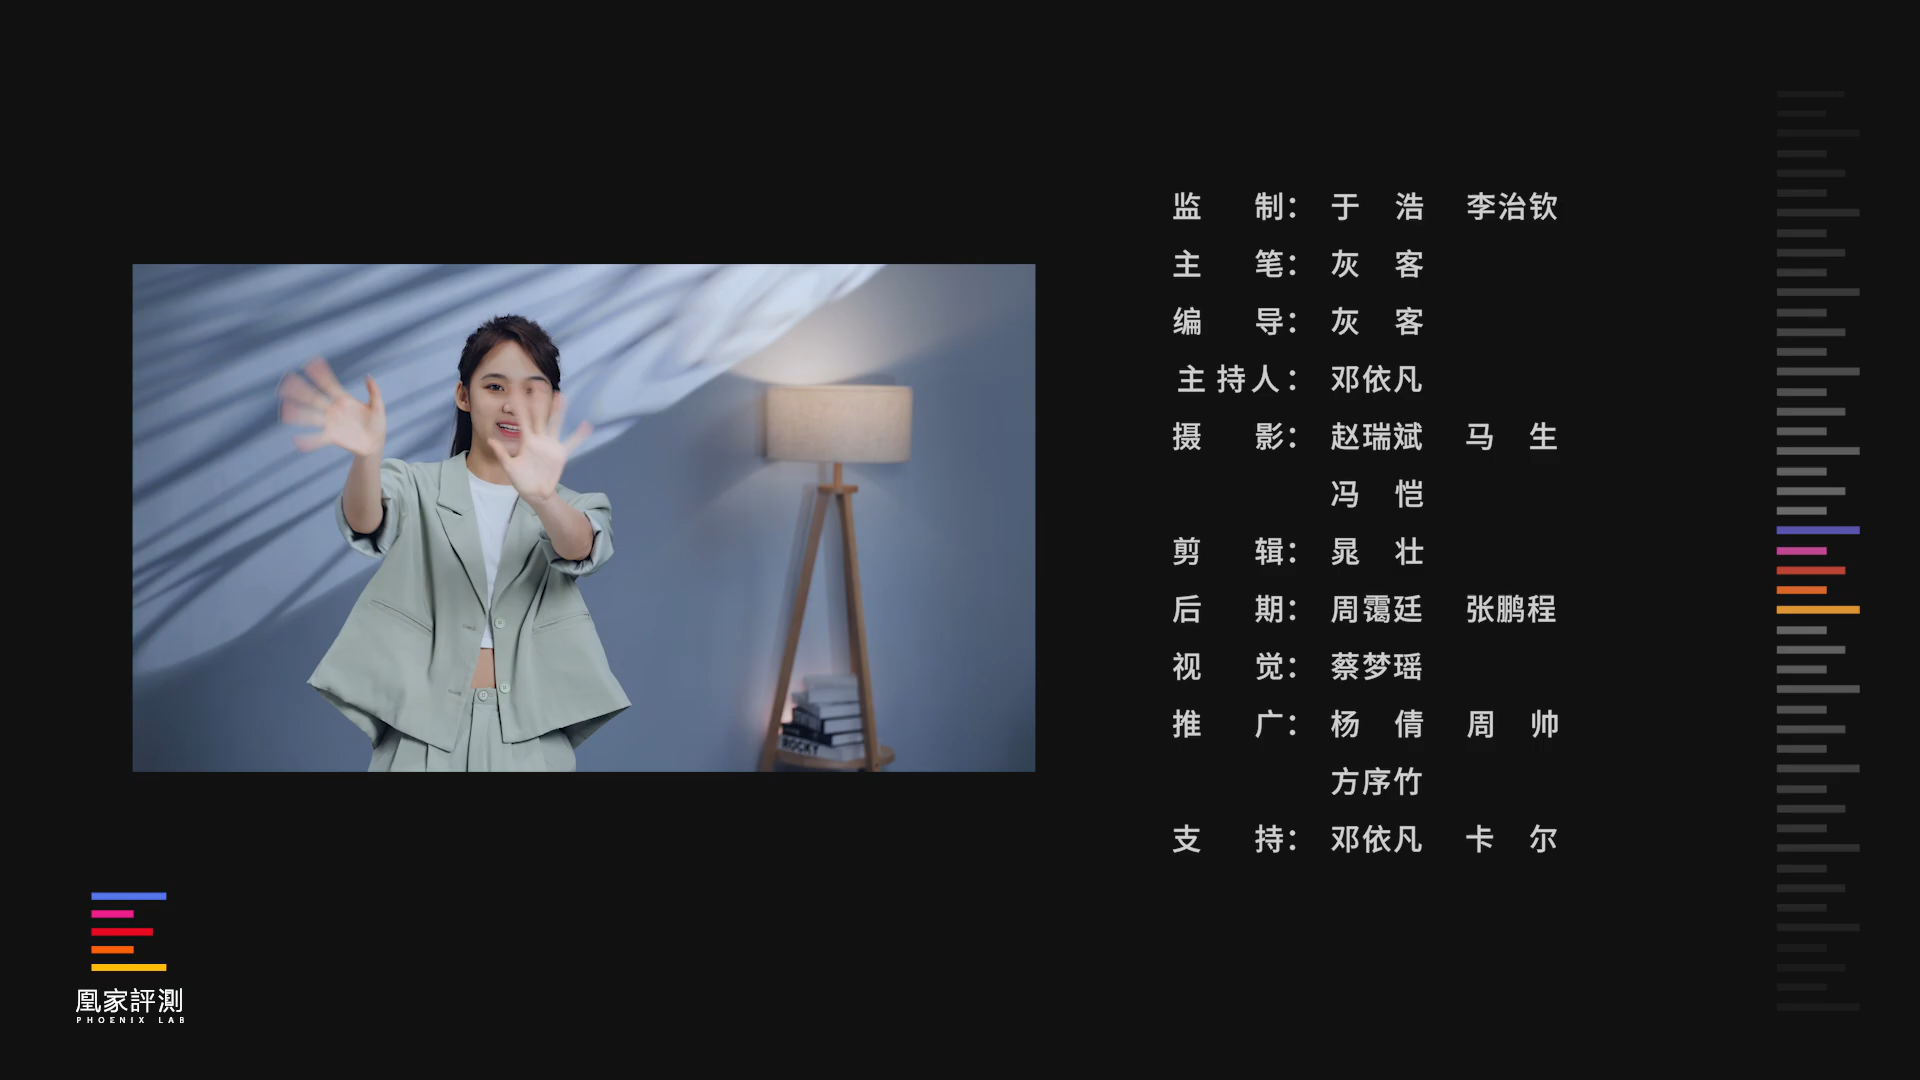 监 制： 于 浩 李治钦
主 笔： 灰 客
编 导： 灰 客
主持人： 邓依凡
摄 影： 赵瑞斌 马 生
冯 恺
剪 辑： 晁 壮
后 期： 周霭廷 张鹏程
视 觉： 蔡梦瑶
推 广： 杨 倩 周 帅
方序竹
支 持： 邓依凡 卡 尔
ROCKY
凰家評測
PHOENIX LAB